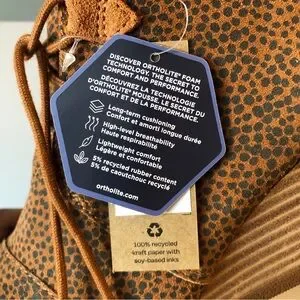 DISCOVER ORTHOLITE® FOAM
TECHNOLOGY. THE SECRET TO
COMFORT AND PERFORMANCE.
DÉCOUVREZ LA TECHNOLOGIE
D'ORTHOLITE® MOUSSE. LE SECRET DU
CONFORT ET DE LA PERFORMANCE.
Long-term cushioning
Confort et amorti longue durée
High-level breathability
Haute respirabilité
Lightweight comfort
Légère et confortable
5% recycled rubber content
5% de caoutchouc recyclé
ortholite.com
100% recycled
kraft paper with
soy-based inks